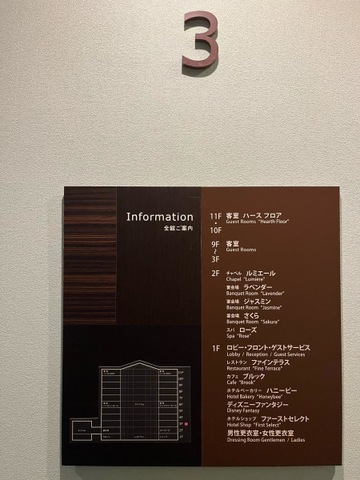 3
Information
全館ご案内
11F 客室 ハース フロア
Guest Rooms "Hearth Floor"
10F
9F 客室
Guest Rooms
3F
2F チャペル ルミエール
Chapel "Lumière"
宴会場 ラベンダー
Banquet Room "Lavender"
宴会場 ジャスミン
Banquet Room "Jasmine"
宴会場 さくら
Banquet Room "Sakura"
スパ ローズ
Spa "Rose"
1F ロビー・フロント・ゲストサービス
Lobby / Reception / Guest Services
レストラン ファインテラス
Restaurant "Fine Terrace"
カフェ ブルック
Cafe "Brook"
ホテルベーカリー ハニービー
Hotel Bakery "Honeybee"
ディズニーファンタジー
Disney Fantasy
ホテルショップ ファーストセレクト
Hotel Shop "First Select"
男性更衣室・女性更衣室
Dressing Room Gentlemen / Ladies